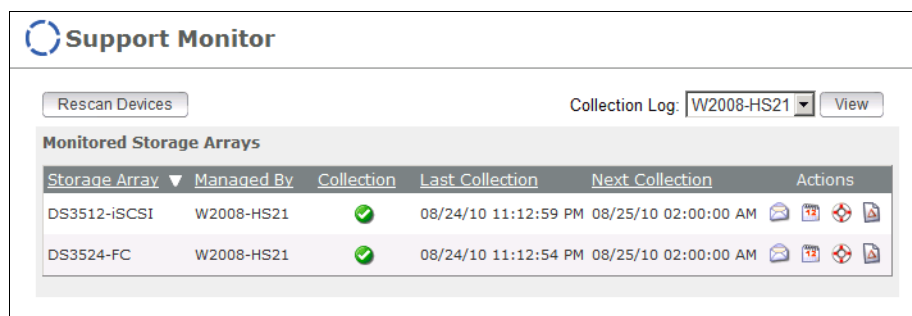 Support Monitor
Rescan Devices Collection Log: W2008-HS21 View
Monitored Storage Arrays
Storage Array Managed By Collection Last Collection Next Collection Actions
DS3512-iSCSI W2008-HS21 08/24/10 11:12:59 PM 08/25/10 02:00:00 AM 12
DS3524-FC W2008-HS21 08/24/10 11:12:54 PM 08/25/10 02:00:00 AM 12